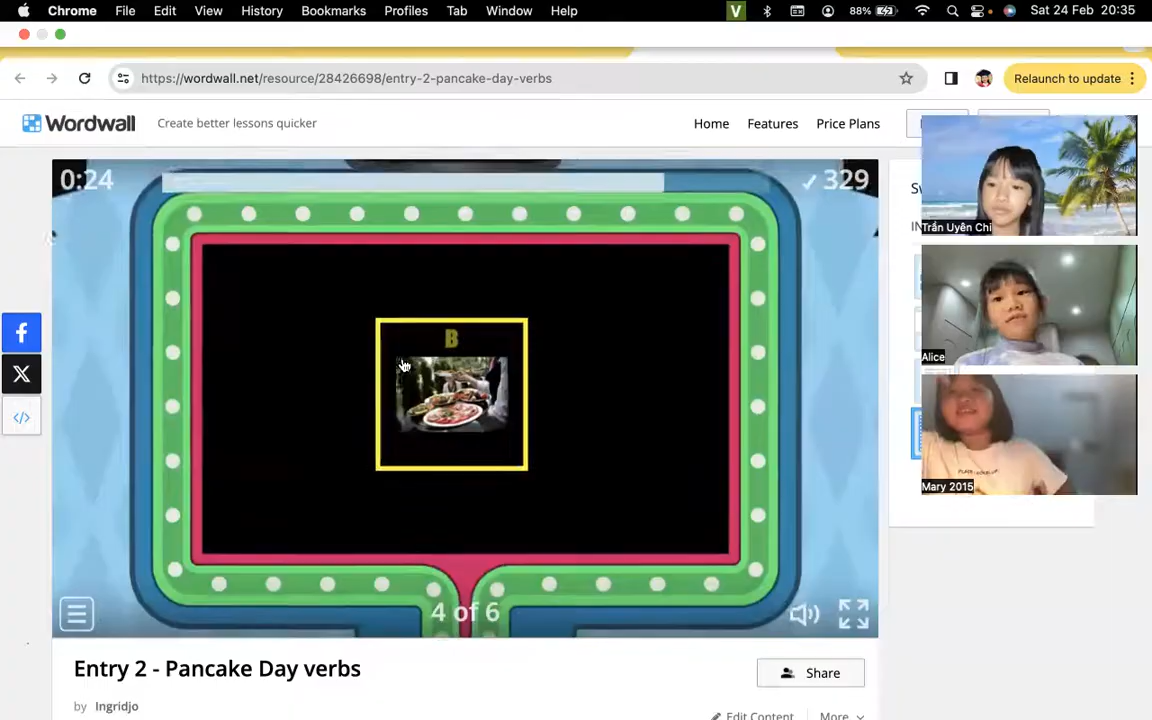 Chrome File Edit View History Bookmarks Profiles Tab Window Help V 88% Sat 24 Feb 20:35
https://wordwall.net/resource/28426698/entry-2-pancake-day-verbs Relaunch to update
Wordwall Create better lessons quicker Home Features Price Plans
0:24 ✓ 329
Trần Uyên Chi
B
Alice
Mary 2015
4 of 6
Entry 2 - Pancake Day verbs Share
by Ingridjo Edit Content More